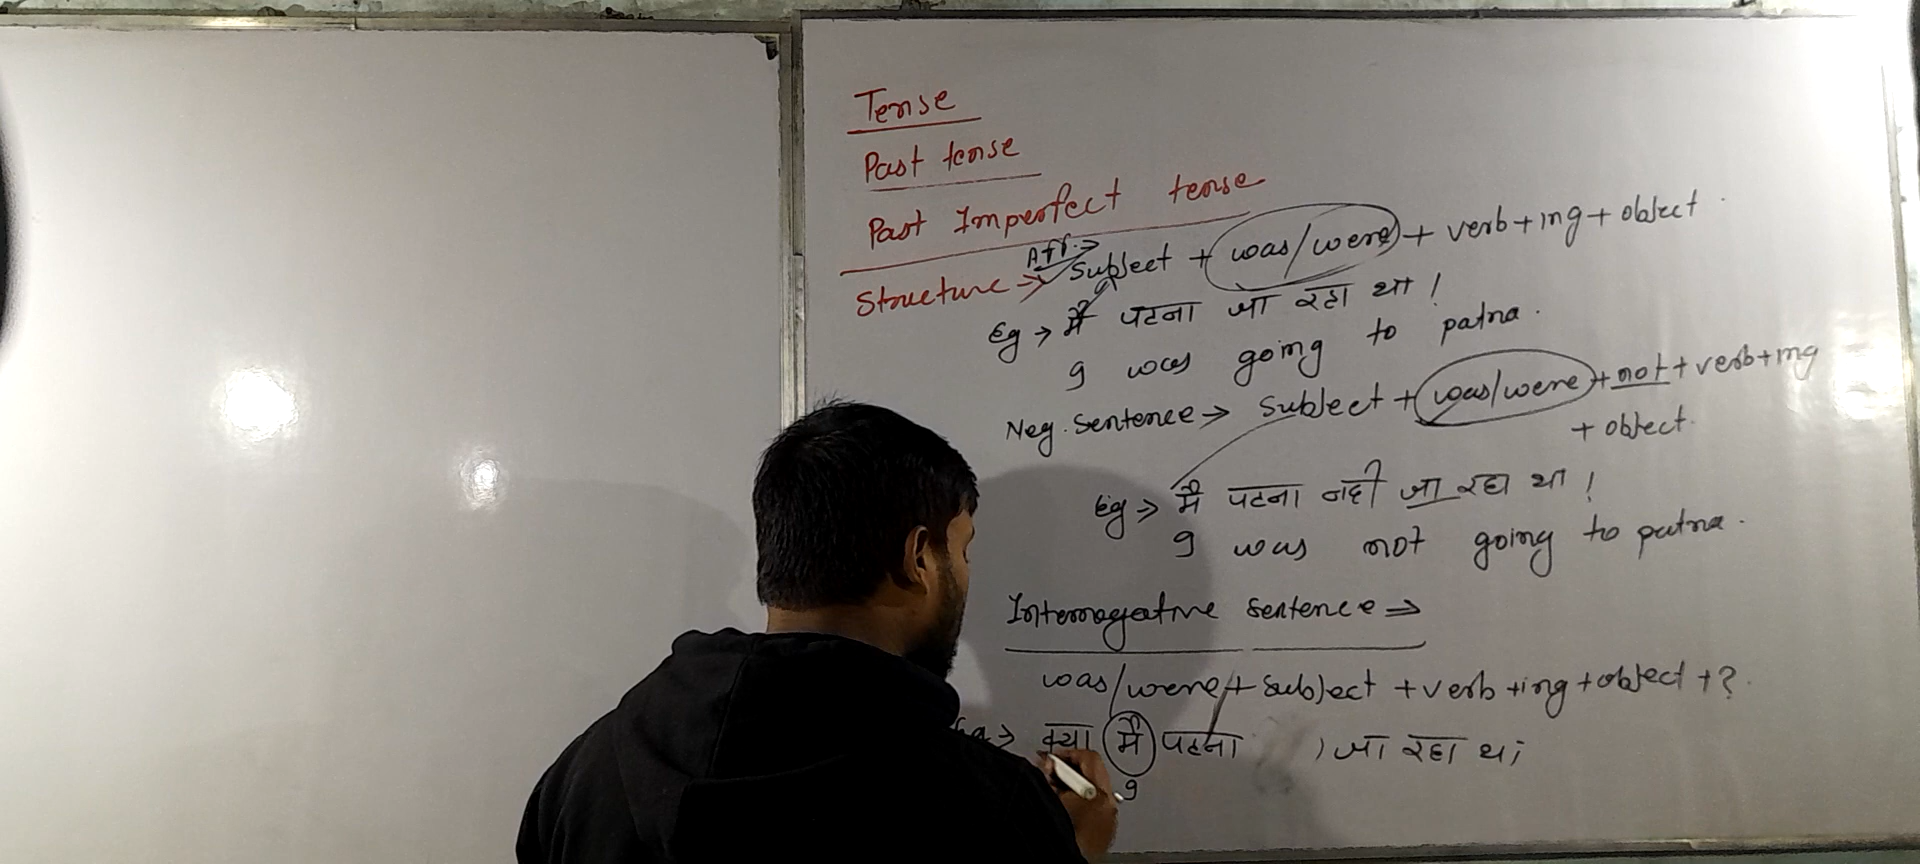 Tense
Past tense
Past Imperfect tense
Structure → Aff. → Subject + was/were + verb + ing + object.
Eg → मैं पटना जा रहा था !
I was going to patna.
Neg. Sentence → Subject + was/were + not + verb + ing
+ object.
Eg → मैं पटना नहीं जा रहा था !
I was not going to patna.
Interrogative Sentence →
was/were + Subject + verb + ing + object + ?
Eg → क्या मैं पटना जा रहा था
I